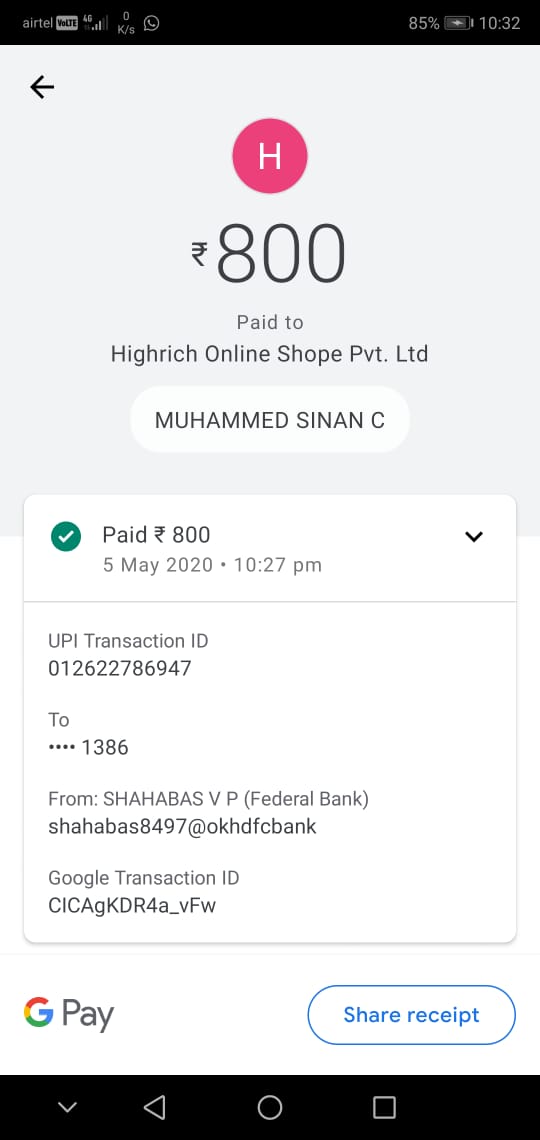 airtel VoLTE 4G 0 K/s 85% 10:32
H
₹800
Paid to
Highrich Online Shope Pvt. Ltd
MUHAMMED SINAN C
Paid ₹ 800
5 May 2020 • 10:27 pm
UPI Transaction ID
012622786947
To
•••• 1386
From: SHAHABAS V P (Federal Bank)
shahabas8497@okhdfcbank
Google Transaction ID
CICAgKDR4a_vFw
G Pay
Share receipt